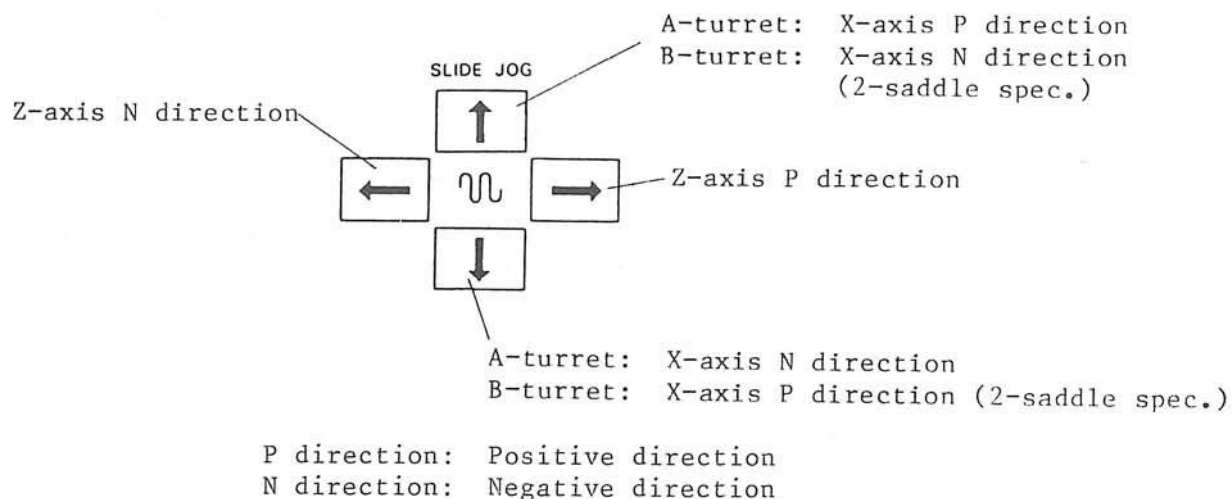 A-turret: X-axis P direction
B-turret: X-axis N direction
(2-saddle spec.)
SLIDE JOG
Z-axis N direction
Z-axis P direction
A-turret: X-axis N direction
B-turret: X-axis P direction (2-saddle spec.)
P direction: Positive direction
N direction: Negative direction